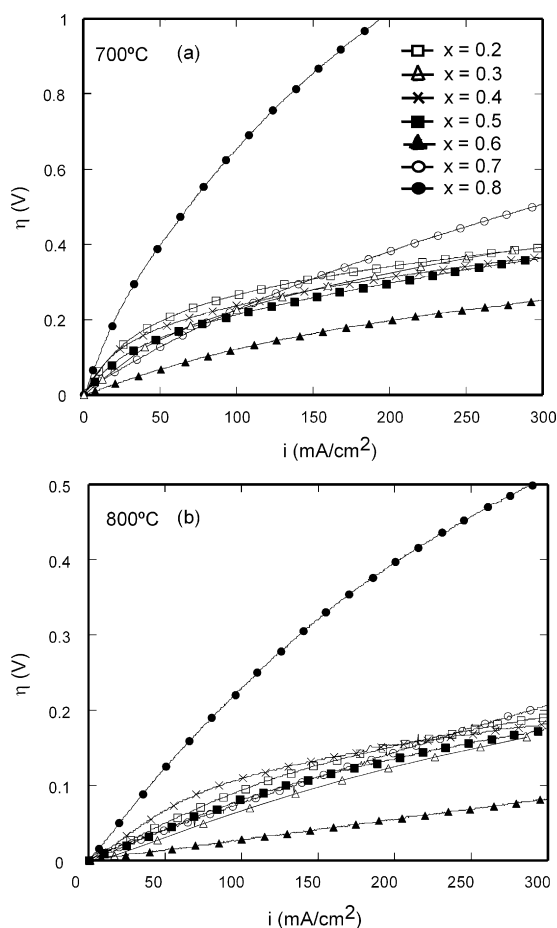 1
700ºC (a)
x = 0.2
x = 0.3
x = 0.4
x = 0.5
x = 0.6
x = 0.7
x = 0.8
0.8
0.6
η (V)
0.4
0.2
0
0 50 100 150 200 250 300
i (mA/cm²)
0.5
800ºC (b)
0.4
0.3
η (V)
0.2
0.1
0
0 50 100 150 200 250 300
i (mA/cm²)